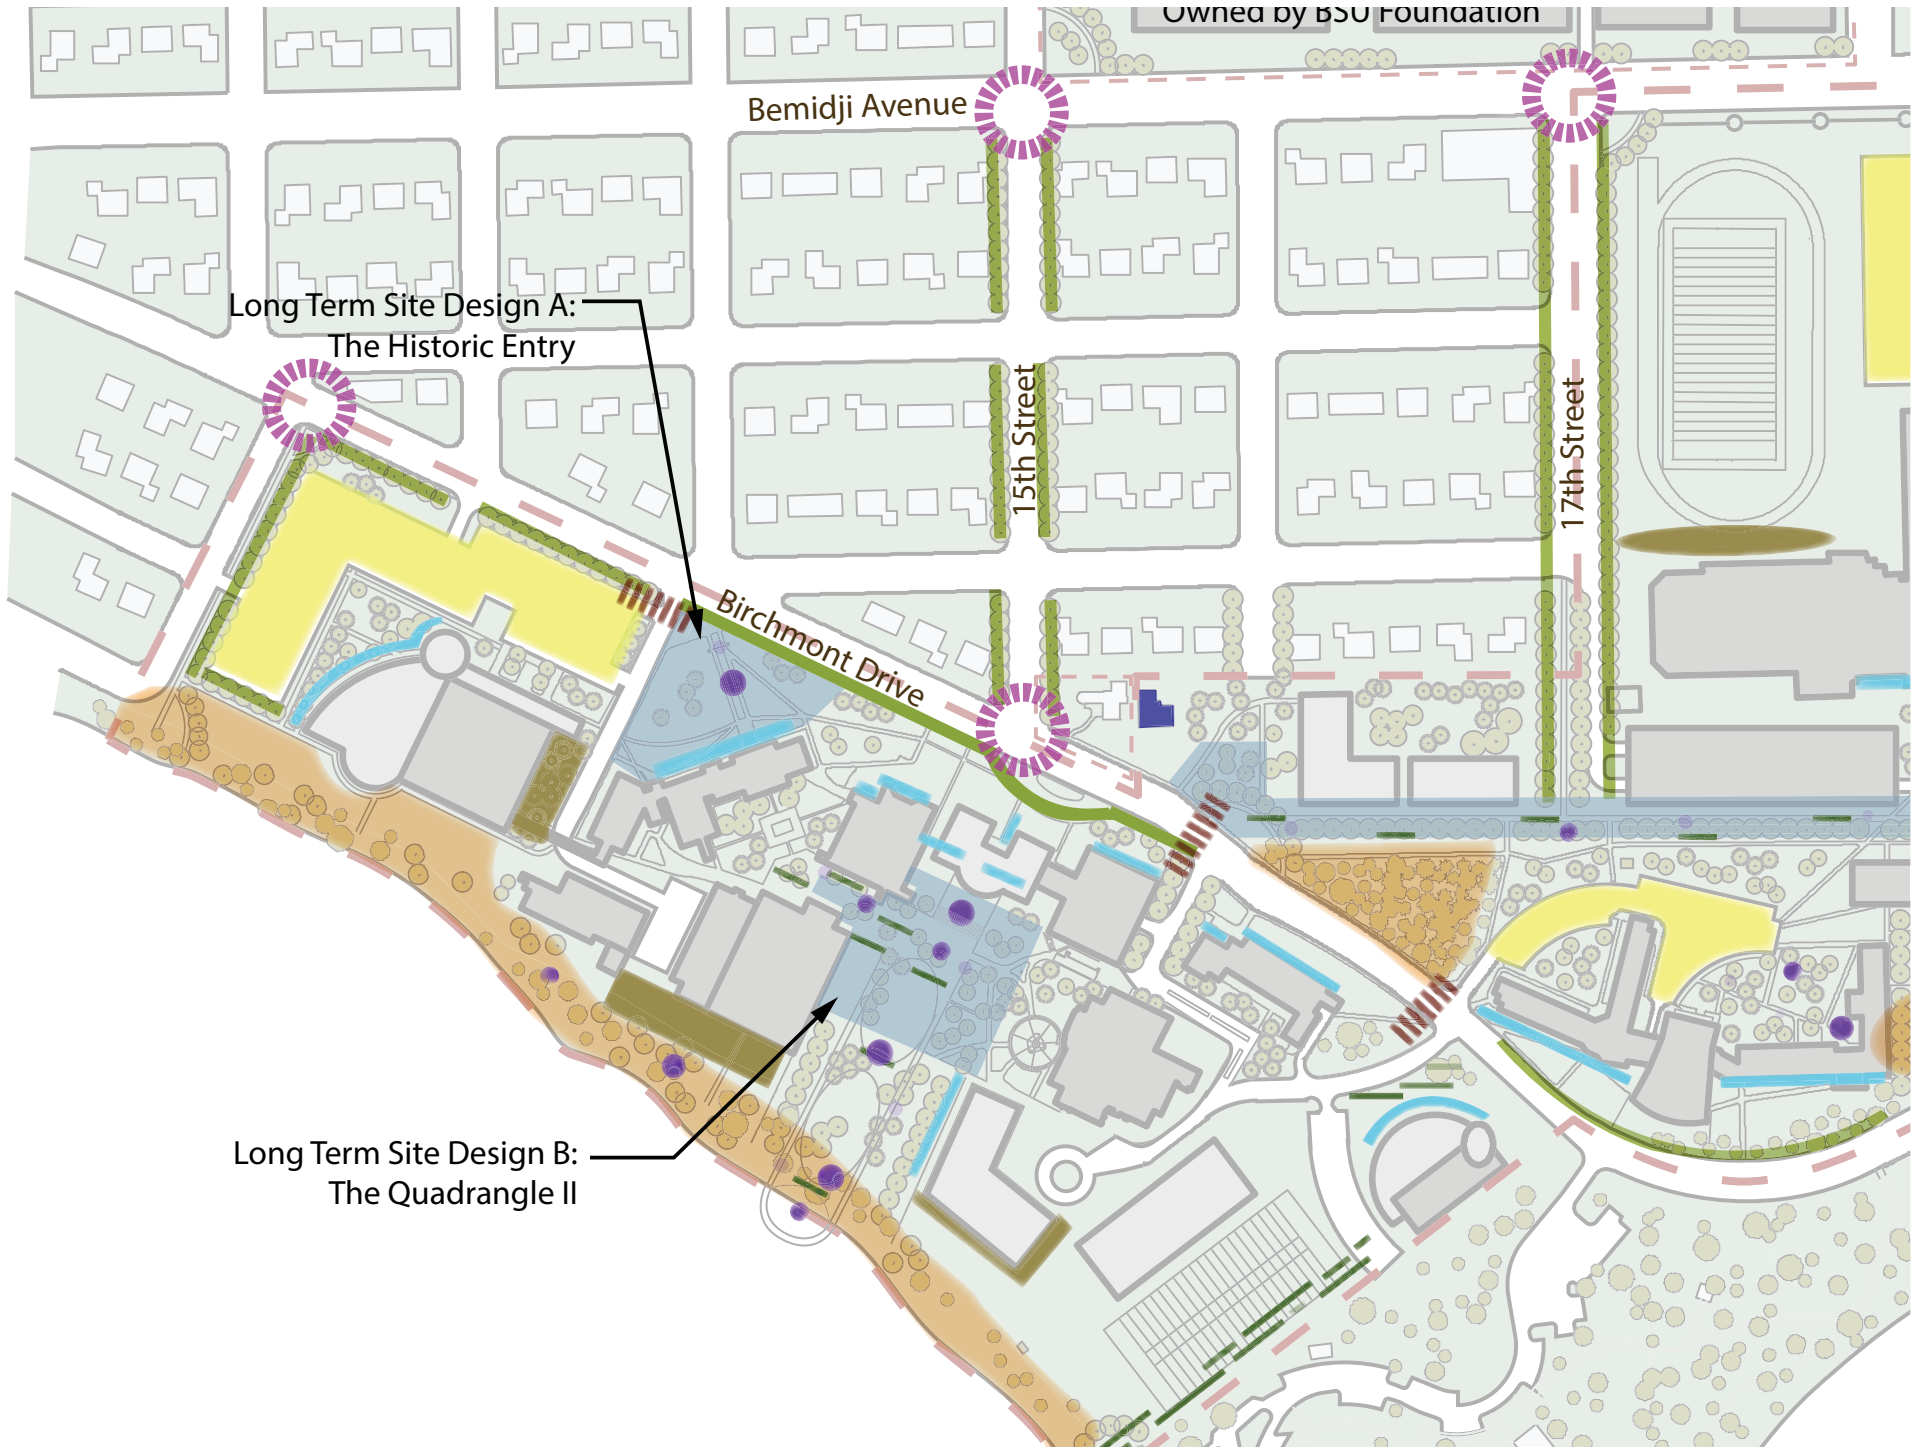 Owned by BSU Foundation
Bemidji Avenue
Long Term Site Design A:
The Historic Entry
15th Street
17th Street
Birchmont Drive
Long Term Site Design B:
The Quadrangle II